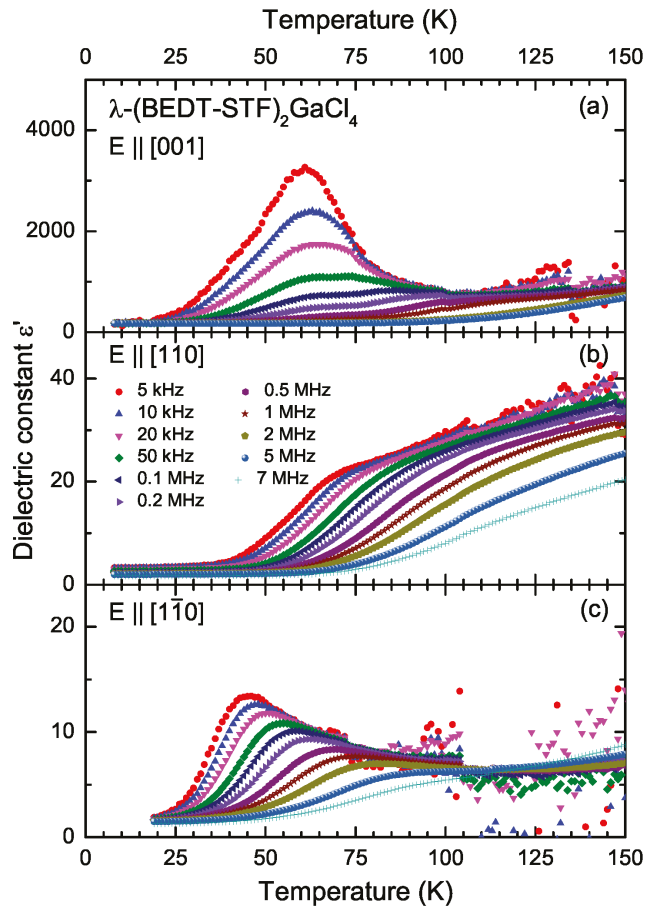 Temperature (K)
0 25 50 75 100 125 150
λ-(BEDT-STF)₂GaCl₄
(a)
E || [001]
4000
2000
0
Dielectric constant ε'
E || [110]
(b)
40
20
0
5 kHz
10 kHz
20 kHz
50 kHz
0.1 MHz
0.2 MHz
0.5 MHz
1 MHz
2 MHz
5 MHz
7 MHz
E || [11̄0]
(c)
20
10
0
0 25 50 75 100 125 150
Temperature (K)